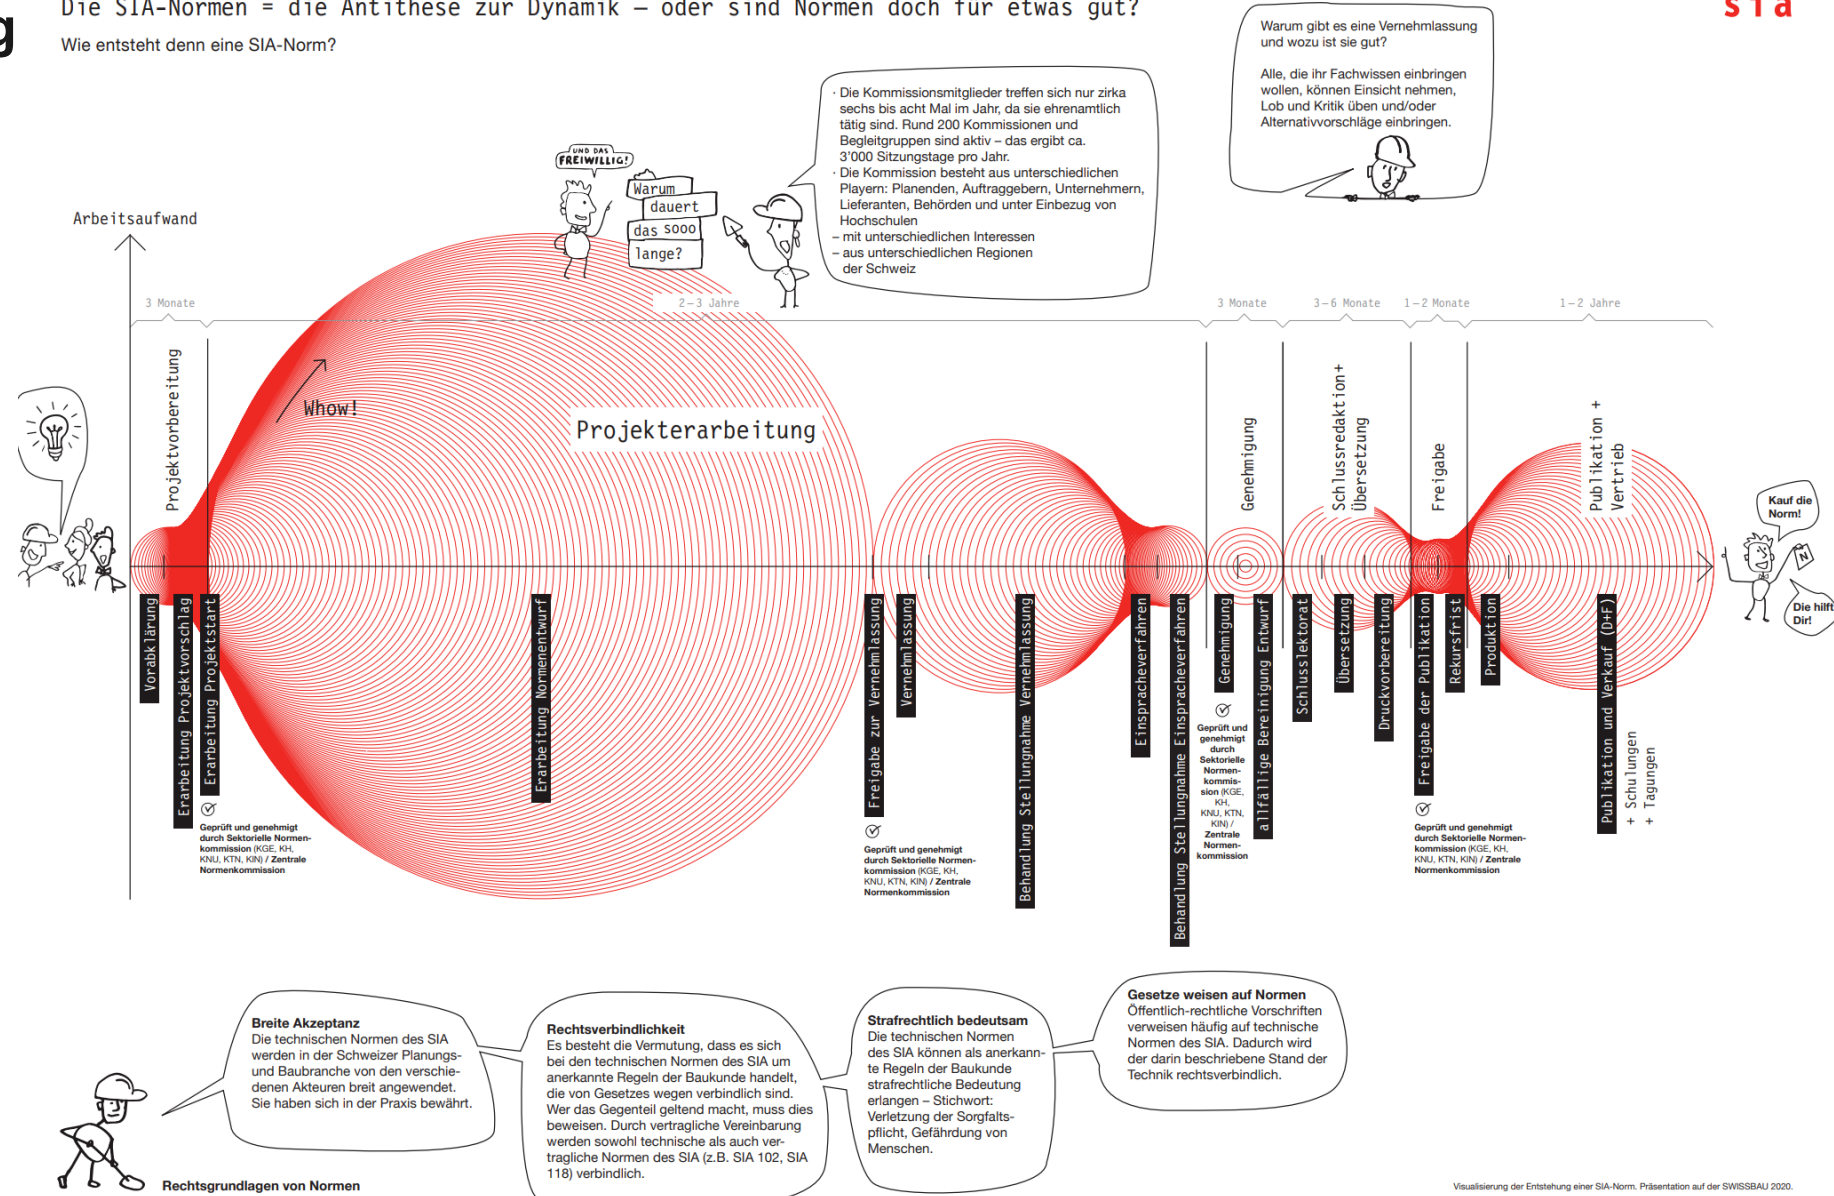 g
Die SIA-Normen = die Antithese zur Dynamik – oder sind Normen doch für etwas gut?
sia
Wie entsteht denn eine SIA-Norm?
Warum gibt es eine Vernehmlassung
und wozu ist sie gut?
Alle, die ihr Fachwissen einbringen
wollen, können Einsicht nehmen,
Lob und Kritik üben und/oder
Alternativvorschläge einbringen.
· Die Kommissionsmitglieder treffen sich nur zirka
sechs bis acht Mal im Jahr, da sie ehrenamtlich
tätig sind. Rund 200 Kommissionen und
Begleitgruppen sind aktiv – das ergibt ca.
3’000 Sitzungstage pro Jahr.
· Die Kommission besteht aus unterschiedlichen
Playern: Planenden, Auftraggebern, Unternehmern,
Lieferanten, Behörden und unter Einbezug von
Hochschulen
– mit unterschiedlichen Interessen
– aus unterschiedlichen Regionen
der Schweiz
UND DAS
FREIWILLIG!
Warum
dauert
das sooo
lange?
Arbeitsaufwand
3 Monate
2–3 Jahre
3 Monate
3–6 Monate
1–2 Monate
1–2 Jahre
Projektvorbereitung
Whow!
Projekterarbeitung
Genehmigung
Schlussredaktion+
Übersetzung
Freigabe
Publikation +
Vertrieb
Kauf die
Norm!
N
Die hilft
Dir!
Vorabklärung
Erarbeitung Projektvorschlag
Erarbeitung Projektstart
Erarbeitung Normenentwurf
Freigabe zur Vernehmlassung
Vernehmlassung
Behandlung Stellungnahme Vernehmlassung
Einspracheverfahren
Behandlung Stellungnahme Einspracheverfahren
Genehmigung
allfällige Bereinigung Entwurf
Schlusslektorat
Übersetzung
Druckvorbereitung
Freigabe der Publikation
Rekursfrist
Produktion
Publikation und Verkauf (D+F)
+ Schulungen
+ Tagungen
Geprüft und genehmigt
durch Sektorielle Normen-
kommission (KGE, KH,
KNU, KTN, KIN) / Zentrale
Normenkommission
Geprüft und genehmigt
durch Sektorielle Normen-
kommission (KGE, KH,
KNU, KTN, KIN) / Zentrale
Normenkommission
Geprüft und
genehmigt
durch
Sektorielle
Normen-
kommis-
sion (KGE,
KH,
KNU, KTN,
KIN) /
Zentrale
Normen-
kommission
Geprüft und genehmigt
durch Sektorielle Normen-
kommission (KGE, KH,
KNU, KTN, KIN) / Zentrale
Normenkommission
Breite Akzeptanz
Die technischen Normen des SIA
werden in der Schweizer Planungs-
und Baubranche von den verschie-
denen Akteuren breit angewendet.
Sie haben sich in der Praxis bewährt.
Rechtsverbindlichkeit
Es besteht die Vermutung, dass es sich
bei den technischen Normen des SIA um
anerkannte Regeln der Baukunde handelt,
die von Gesetzes wegen verbindlich sind.
Wer das Gegenteil geltend macht, muss dies
beweisen. Durch vertragliche Vereinbarung
werden sowohl technische als auch ver-
tragliche Normen des SIA (z.B. SIA 102, SIA
118) verbindlich.
Strafrechtlich bedeutsam
Die technischen Normen
des SIA können als anerkann-
te Regeln der Baukunde
strafrechtliche Bedeutung
erlangen – Stichwort:
Verletzung der Sorgfalts-
pflicht, Gefährdung von
Menschen.
Gesetze weisen auf Normen
Öffentlich-rechtliche Vorschriften
verweisen häufig auf technische
Normen des SIA. Dadurch wird
der darin beschriebene Stand der
Technik rechtsverbindlich.
Rechtsgrundlagen von Normen
Visualisierung der Entstehung einer SIA-Norm. Präsentation auf der SWISSBAU 2020.